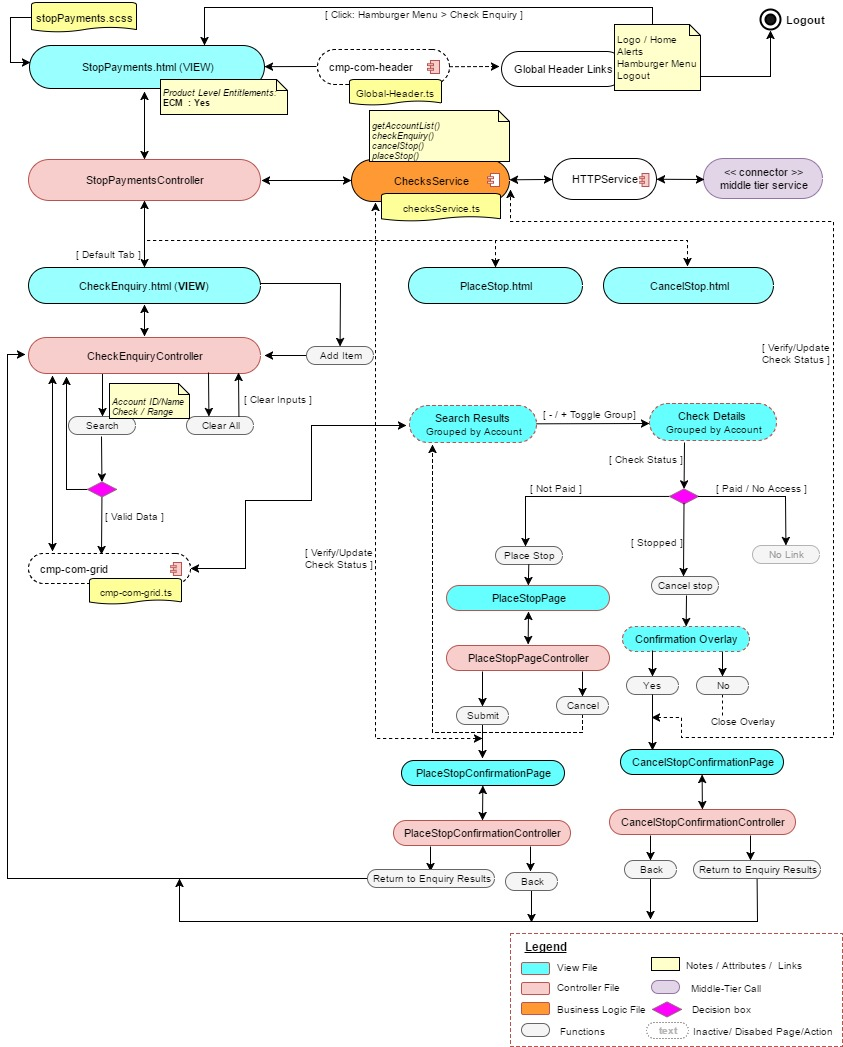 stopPayments.scss
[ Click: Hamburger Menu > Check Enquiry ]
Logout
StopPayments.html (VIEW)
cmp-com-header
Global Header Links
Logo / Home
Alerts
Hamburger Menu
Logout
Product Level Entitlements:
ECM : Yes
Global-Header.ts
getAccountList()
checkEnquiry()
cancelStop()
placeStop()
StopPaymentsController
ChecksService
HTTPService
<< connector >>
middle tier service
checksService.ts
[ Default Tab ]
CheckEnquiry.html (VIEW)
PlaceStop.html
CancelStop.html
CheckEnquiryController
Add Item
[ Verify/Update
Check Status ]
Account ID/Name
Check / Range
[ Clear Inputs ]
Search
Clear All
Search Results
Grouped by Account
[ - / + Toggle Group]
Check Details
Grouped by Account
[ Check Status ]
[ Valid Data ]
[ Not Paid ]
[ Paid / No Access ]
[ Verify/Update
Check Status ]
[Stopped ]
Place Stop
No Link
cmp-com-grid
cmp-com-grid.ts
Cancel stop
PlaceStopPage
Confirmation Overlay
PlaceStopPageController
Yes
No
Submit
Cancel
Close Overlay
PlaceStopConfirmationPage
CancelStopConfirmationPage
PlaceStopConfirmationController
CancelStopConfirmationController
Return to Enquiry Results
Back
Back
Return to Enquiry Results
Legend
View File
Notes / Attributes / Links
Controller File
Middle-Tier Call
Business Logic File
Decision box
Functions
text
Inactive/ Disabed Page/Action